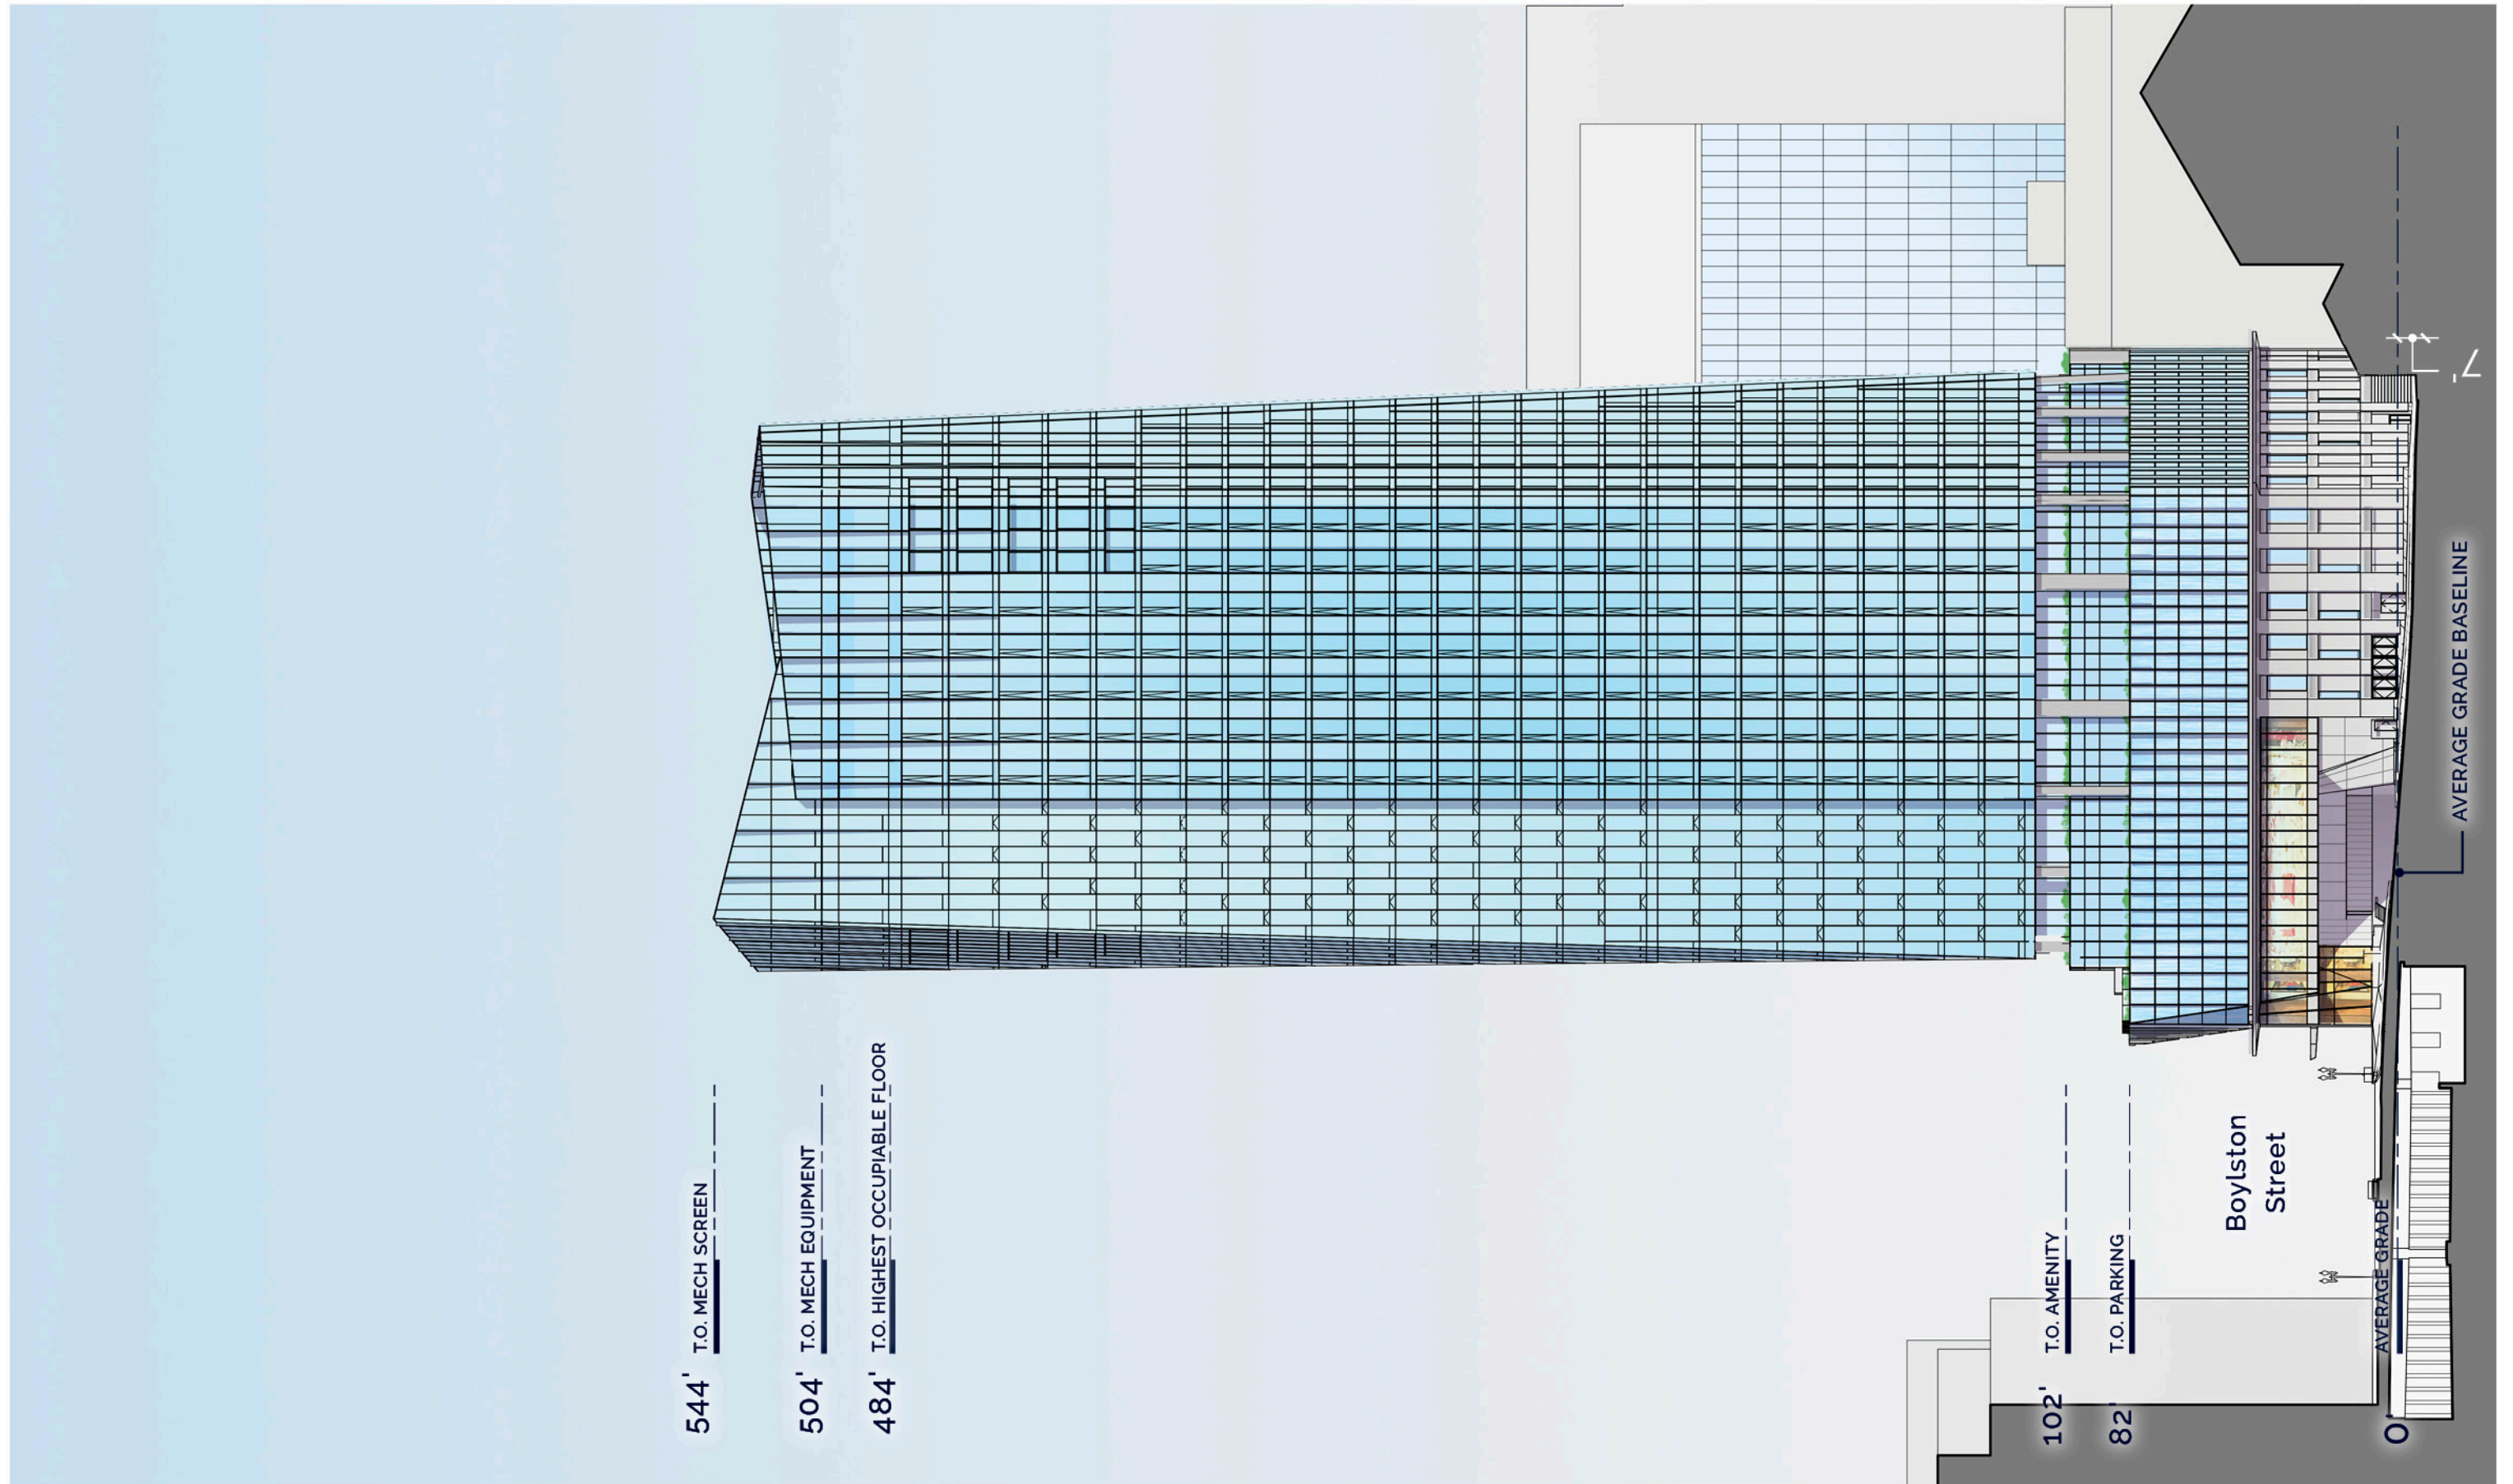 544' T.O. MECH SCREEN
504' T.O. MECH EQUIPMENT
484' T.O. HIGHEST OCCUPIABLE FLOOR
102' T.O. AMENITY
82' T.O. PARKING
Boylston
Street
0' AVERAGE GRADE
AVERAGE GRADE BASELINE
7'